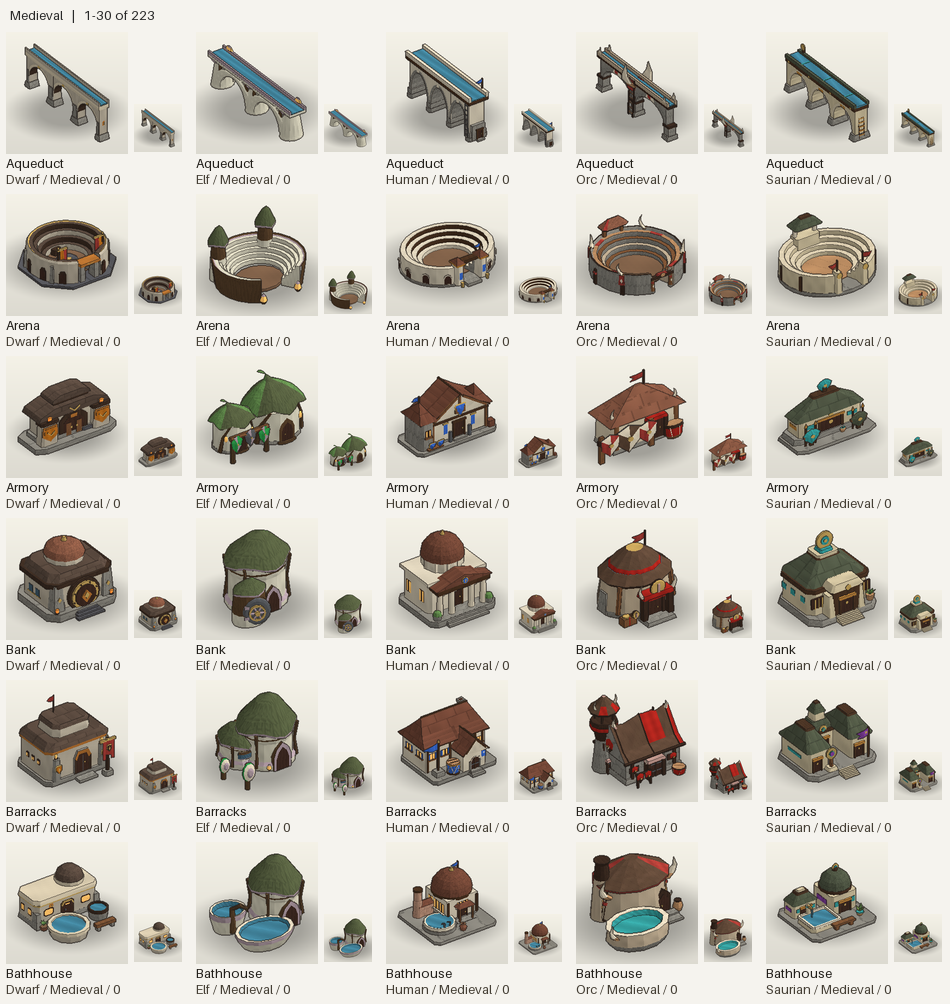 Medieval | 1-30 of 223
Aqueduct Aqueduct Aqueduct Aqueduct Aqueduct
Dwarf / Medieval / 0 Elf / Medieval / 0 Human / Medieval / 0 Orc / Medieval / 0 Saurian / Medieval / 0
Arena Arena Arena Arena Arena
Dwarf / Medieval / 0 Elf / Medieval / 0 Human / Medieval / 0 Orc / Medieval / 0 Saurian / Medieval / 0
Armory Armory Armory Armory Armory
Dwarf / Medieval / 0 Elf / Medieval / 0 Human / Medieval / 0 Orc / Medieval / 0 Saurian / Medieval / 0
Bank Bank Bank Bank Bank
Dwarf / Medieval / 0 Elf / Medieval / 0 Human / Medieval / 0 Orc / Medieval / 0 Saurian / Medieval / 0
Barracks Barracks Barracks Barracks Barracks
Dwarf / Medieval / 0 Elf / Medieval / 0 Human / Medieval / 0 Orc / Medieval / 0 Saurian / Medieval / 0
Bathhouse Bathhouse Bathhouse Bathhouse Bathhouse
Dwarf / Medieval / 0 Elf / Medieval / 0 Human / Medieval / 0 Orc / Medieval / 0 Saurian / Medieval / 0